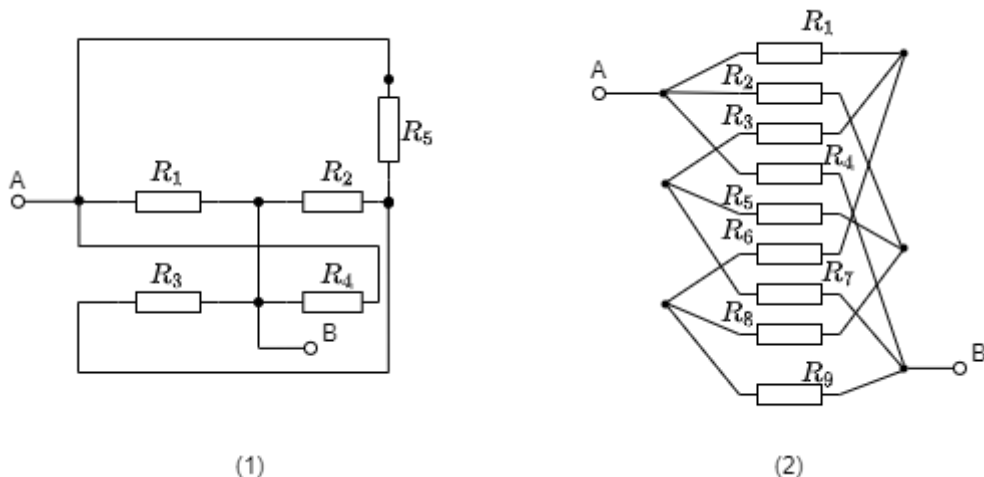 A
R₁
R₂
R₅
R₃
R₄
B
(1)
A
R₁
R₂
R₃
R₄
R₅
R₆
R₇
R₈
R₉
B
(2)